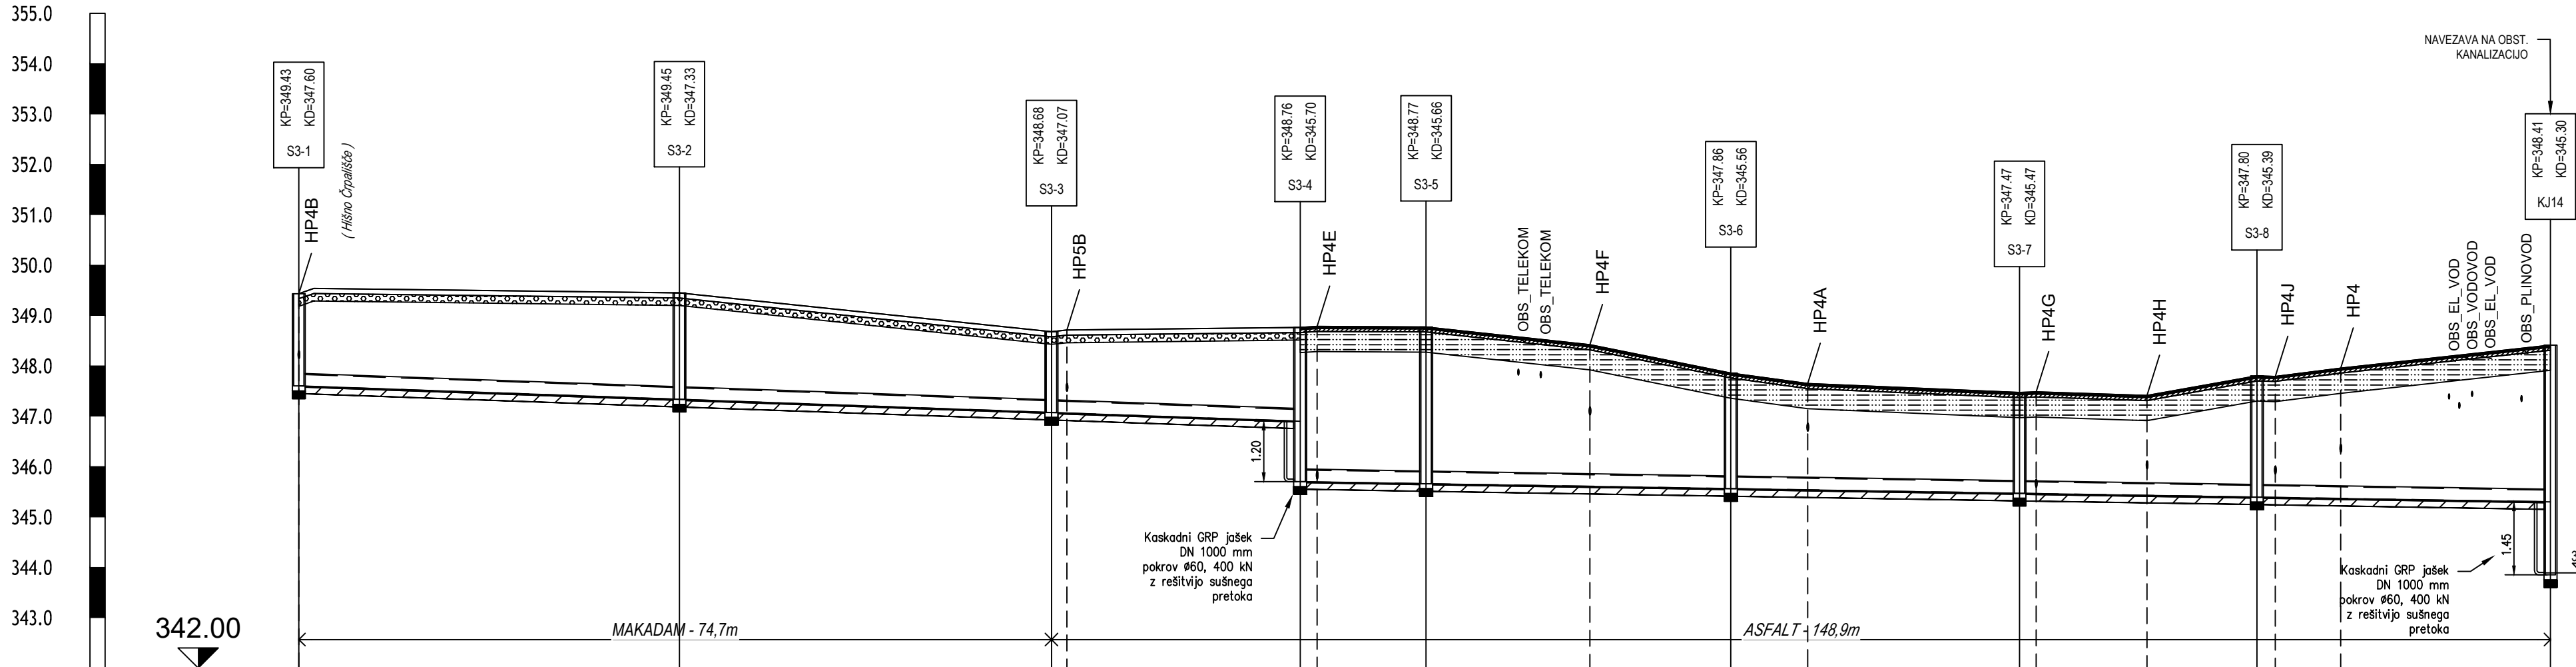 355.0
354.0
353.0
352.0
351.0
350.0
349.0
348.0
347.0
346.0
345.0
344.0
343.0
342.00
KP=349.43
KD=347.60
S3-1
HP4B
( Hišno Črpališče )
KP=349.45
KD=347.33
S3-2
KP=348.68
KD=347.07
S3-3
HP5B
KP=348.76
KD=345.70
S3-4
HP4E
KP=348.77
KD=345.66
S3-5
OBS_TELEKOM
OBS_TELEKOM
HP4F
KP=347.86
KD=345.56
S3-6
HP4A
KP=347.47
KD=345.47
S3-7
HP4G
HP4H
KP=347.80
KD=345.39
S3-8
HP4J
HP4
OBS_EL_VOD
OBS_VODOVOD
OBS_EL_VOD
OBS_PLINOVOD
NAVEZAVA NA OBST.
KANALIZACIJO
KP=348.41
KD=345.30
KJ14
1.20
Kaskadni GRP jašek
DN 1000 mm
pokrov ø60, 400 kN
z rešitvijo sušnega
pretoka
1.45
Kaskadni GRP jašek
DN 1000 mm
pokrov ø60, 400 kN
z rešitvijo sušnega
pretoka
MAKADAM - 74,7m
ASFALT - 148,9m